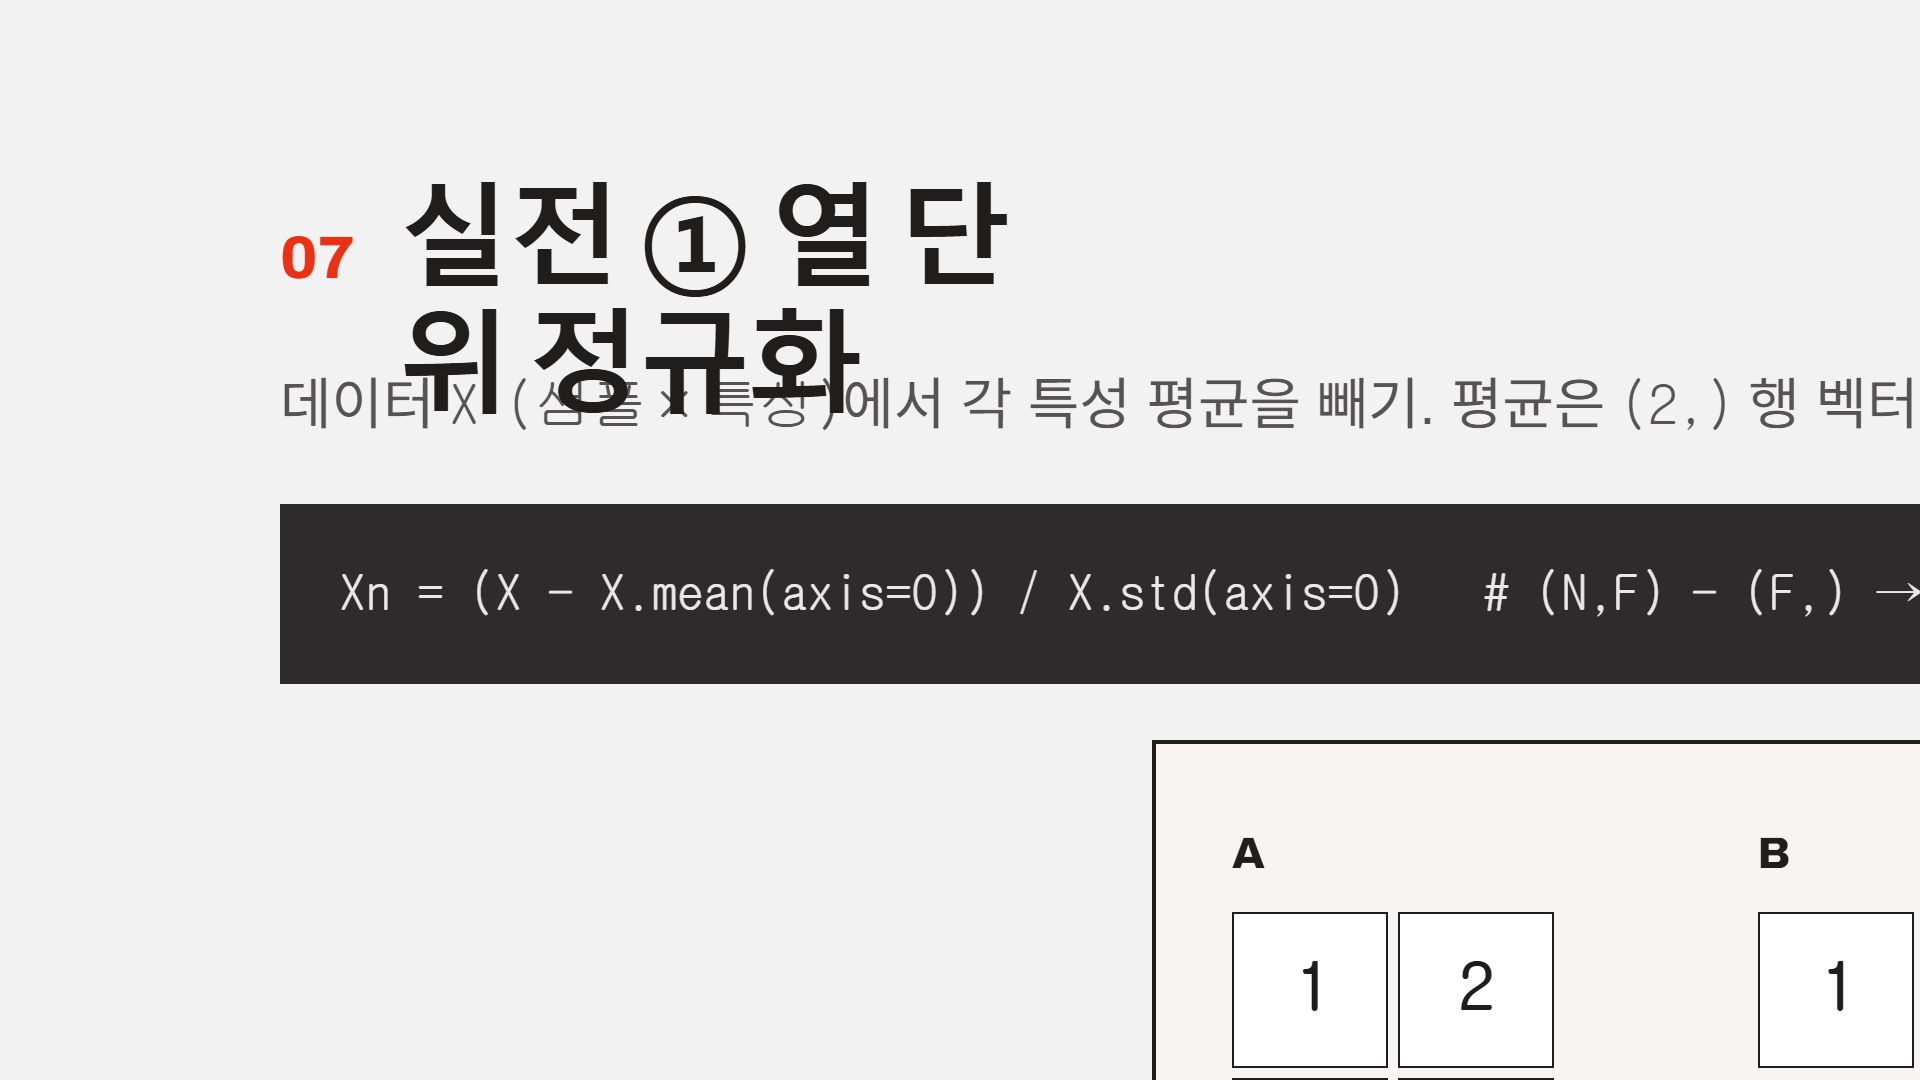 07 실전 ① 열 단
위 정규화
데이터 X (샘플 × 특성)에서 각 특성 평균을 빼기. 평균은 (2,) 행 벡터
Xn = (X − X.mean(axis=0)) / X.std(axis=0) # (N,F) − (F,) →
A B
1 2 1